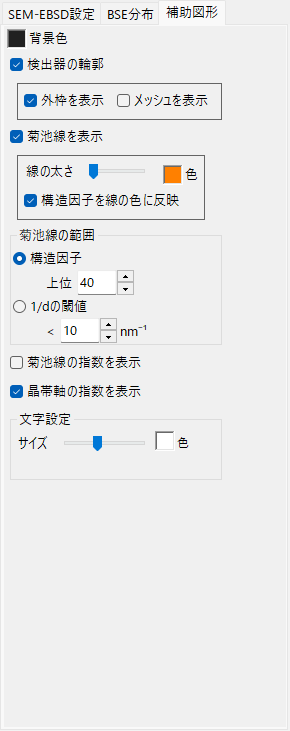 SEM-EBSD設定 BSE分布 補助図形
背景色
検出器の輪郭
外枠を表示 メッシュを表示
菊池線を表示
線の太さ 色
構造因子を線の色に反映
菊池線の範囲
構造因子
上位 40
1/dの閾値
< 10 nm⁻¹
菊池線の指数を表示
晶帯軸の指数を表示
文字設定
サイズ 色